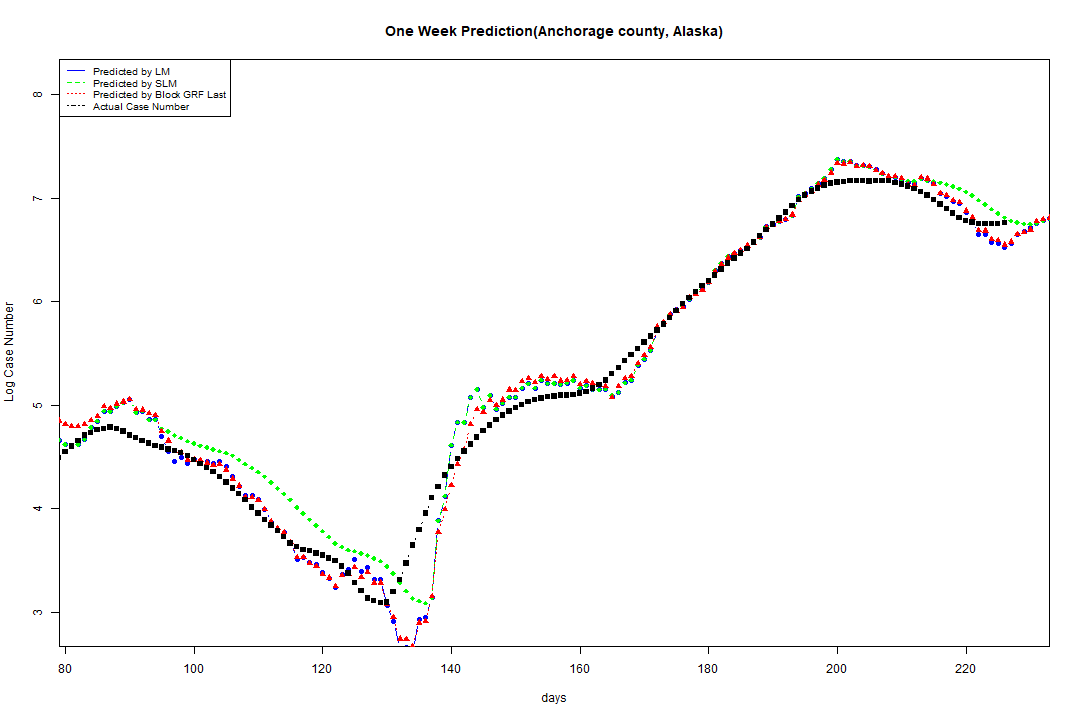 One Week Prediction(Anchorage county, Alaska)
Predicted by LM
Predicted by SLM
Predicted by Block GRF Last
Actual Case Number
8
7
6
5
4
3
Log Case Number
80 100 120 140 160 180 200 220
days